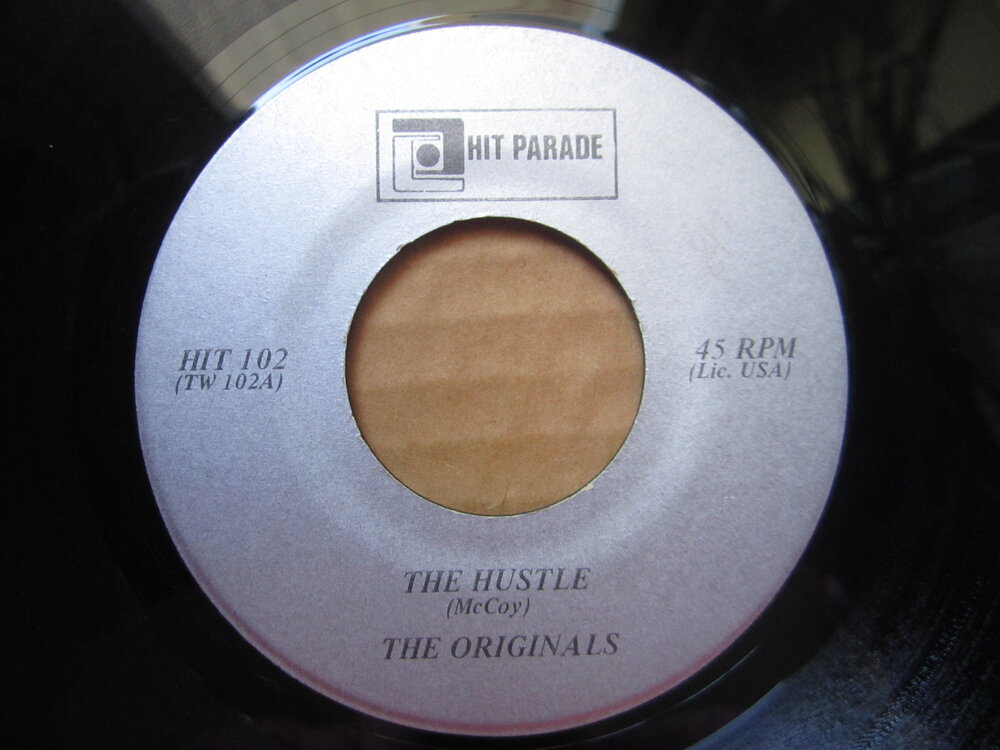 HIT PARADE
HIT 102
(TW 102A)
45 RPM
(Lic. USA)
THE HUSTLE
(McCoy)
THE ORIGINALS